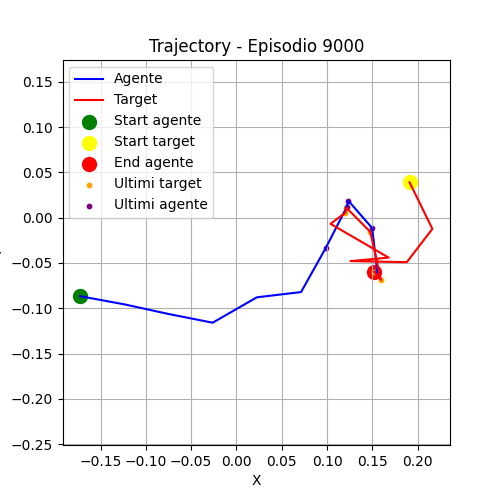 Trajectory - Episodio 9000
Agente
Target
Start agente
Start target
End agente
Ultimi target
Ultimi agente
0.15
0.10
0.05
0.00
−0.05
−0.10
−0.15
−0.20
−0.25
−0.15 −0.10 −0.05 0.00 0.05 0.10 0.15 0.20
X